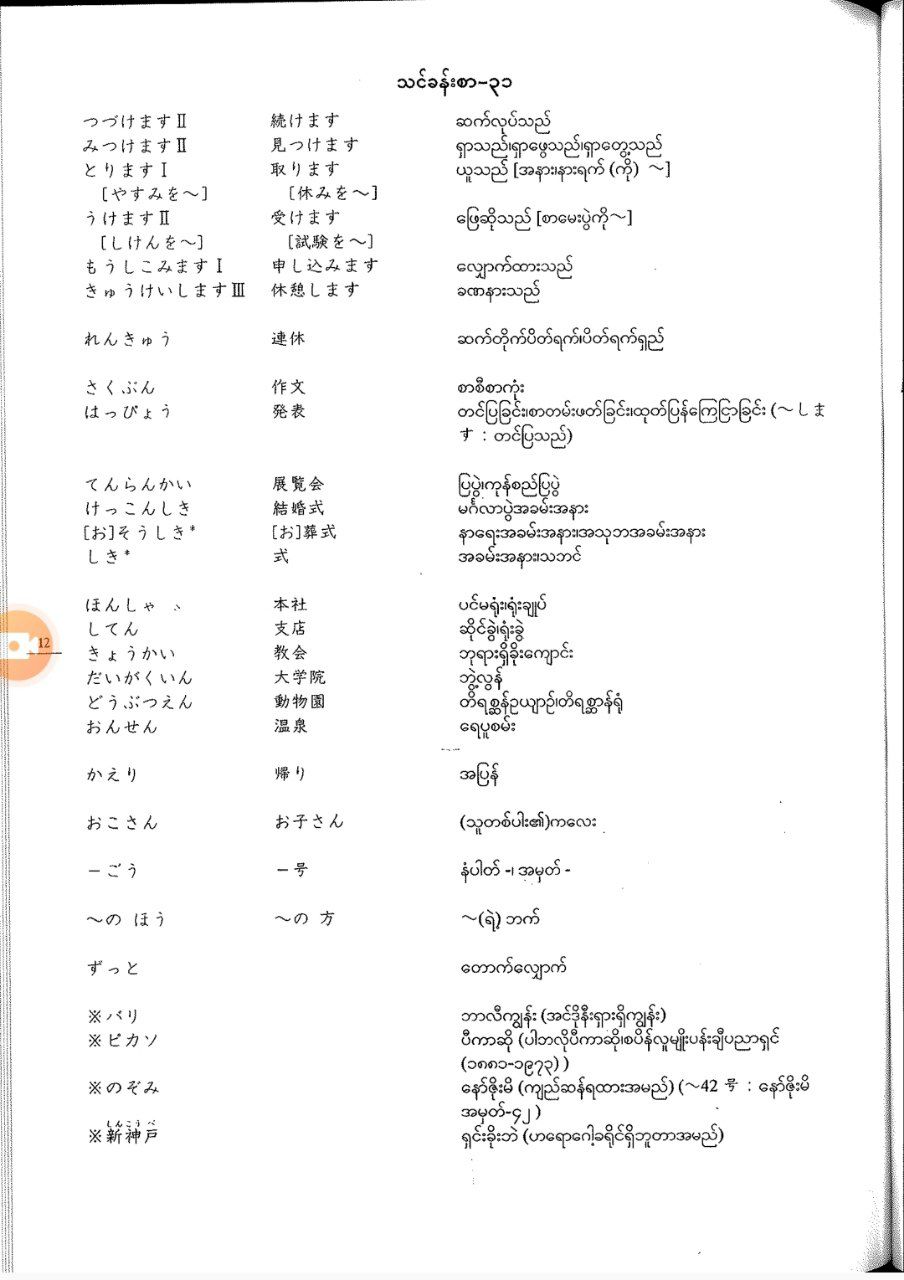 သင်ခန်းစာ-၃၁
つづけますⅡ 続けます ဆက်လုပ်သည်
みつけますⅡ 見つけます ရှာသည်၊ရှာဖွေသည်၊ရှာတွေ့သည်
とりますⅠ 取ります ယူသည် [အနား၊နားရက် (ကို) ～]
[やすみを～] [休みを～]
うけますⅡ 受けます ဖြေဆိုသည် [စာမေးပွဲကို～]
[しけんを～] [試験を～]
もうしこみますⅠ 申し込みます လျှောက်ထားသည်
きゅうけいしますⅢ 休憩します ခဏနားသည်
れんきゅう 連休 ဆက်တိုက်ပိတ်ရက်၊ပိတ်ရက်ရှည်
さくぶん 作文 စာစီစာကုံး
はっぴょう 発表 တင်ပြခြင်း၊စာတမ်းဖတ်ခြင်း၊ထုတ်ပြန်ကြေငြာခြင်း (～しま
す : တင်ပြသည်)
てんらんかい 展覧会 ပြပွဲ၊ကုန်စည်ပြပွဲ
けっこんしき 結婚式 မင်္ဂလာပွဲအခမ်းအနား
[お]そうしき* [お]葬式 နာရေးအခမ်းအနား၊အသုဘအခမ်းအနား
しき* 式 အခမ်းအနား၊သဘင်
ほんしゃ 本社 ပင်မရုံး၊ရုံးချုပ်
してん 支店 ဆိုင်ခွဲ၊ရုံးခွဲ
12
きょうかい 教会 ဘုရားရှိခိုးကျောင်း
だいがくいん 大学院 ဘွဲ့လွန်
どうぶつえん 動物園 တိရစ္ဆန်ဥယျာဉ်၊တိရစ္ဆာန်ရုံ
おんせん 温泉 ရေပူစမ်း
かえり 帰り အပြန်
おこさん お子さん (သူတစ်ပါး၏)ကလေး
－ごう －号 နံပါတ် -၊ အမှတ် -
～の ほう ～の 方 ～(ရဲ့) ဘက်
ずっと တောက်လျှောက်
※バリ ဘာလီကျွန်း (အင်ဒိုနီးရှားရှိကျွန်း)
※ピカソ ပီကာဆို (ပါဘလိုပီကာဆို၊စပိန်လူမျိုးပန်းချီပညာရှင်
(၁၈၈၁-၁၉၇၃) )
※のぞみ နော်ဇိုးမိ (ကျည်ဆန်ရထားအမည်) (～42 号 : နော်ဇိုးမိ
အမှတ်-၄၂ )
しんこうべ
※新神戸 ရှင်းခိုးဘဲ (ဟရောဂေါ့ခရိုင်ရှိဘူတာအမည်)